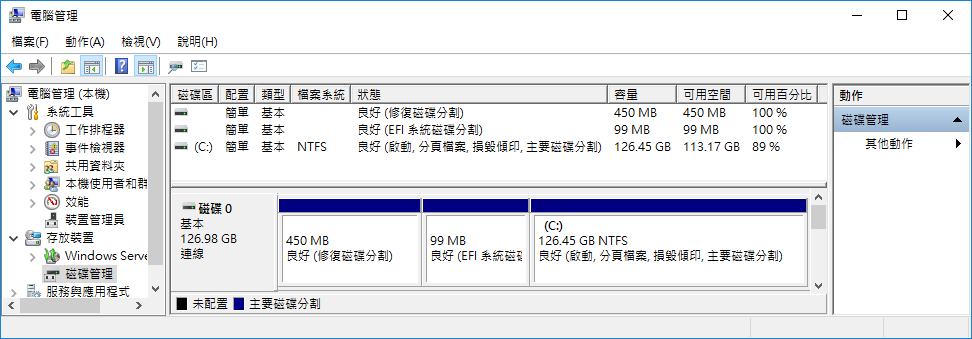 電腦管理
檔案(F) 動作(A) 檢視(V) 說明(H)
電腦管理 (本機)
系統工具
工作排程器
事件檢視器
共用資料夾
本機使用者和群
效能
裝置管理員
存放裝置
Windows Serve
磁碟管理
服務與應用程式
磁碟區 配置 類型 檔案系統 狀態 容量 可用空間 可用百分比
簡單 基本 良好 (修復磁碟分割) 450 MB 450 MB 100 %
簡單 基本 良好 (EFI 系統磁碟分割) 99 MB 99 MB 100 %
(C:) 簡單 基本 NTFS 良好 (啟動, 分頁檔案, 損毀傾印, 主要磁碟分割) 126.45 GB 113.17 GB 89 %
磁碟 0
基本
126.98 GB
連線
450 MB
良好 (修復磁碟分割)
99 MB
良好 (EFI 系統磁碟
(C:)
126.45 GB NTFS
良好 (啟動, 分頁檔案, 損毀傾印, 主要磁碟分割)
未配置 主要磁碟分割
動作
磁碟管理
其他動作